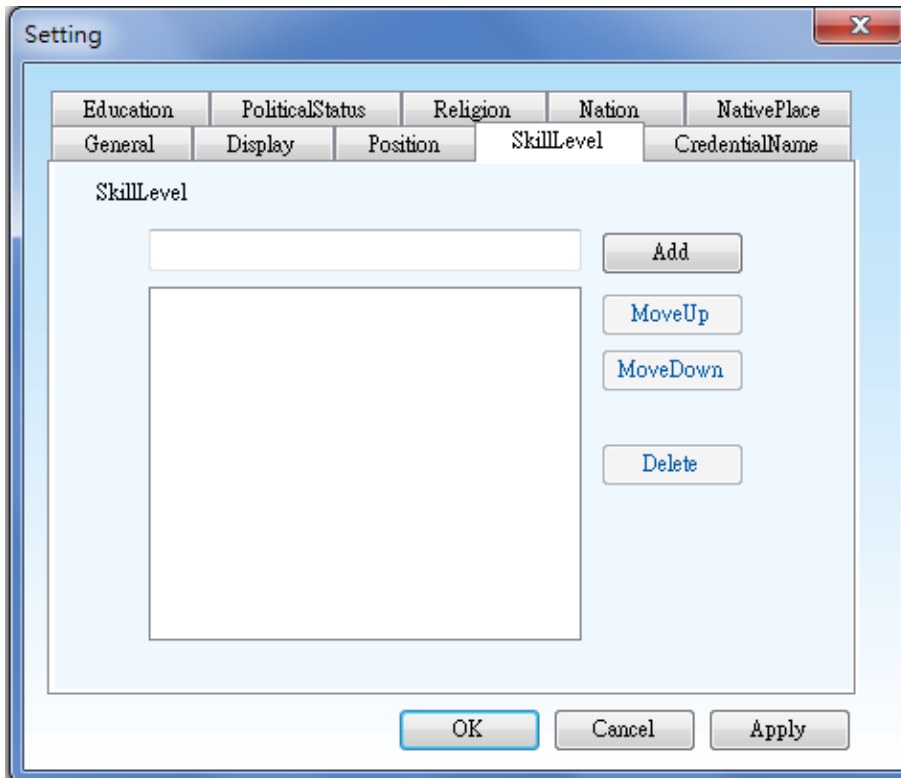 Setting
Education PoliticalStatus Religion Nation NativePlace
General Display Position SkillLevel CredentialName
SkillLevel
Add
MoveUp
MoveDown
Delete
OK Cancel Apply